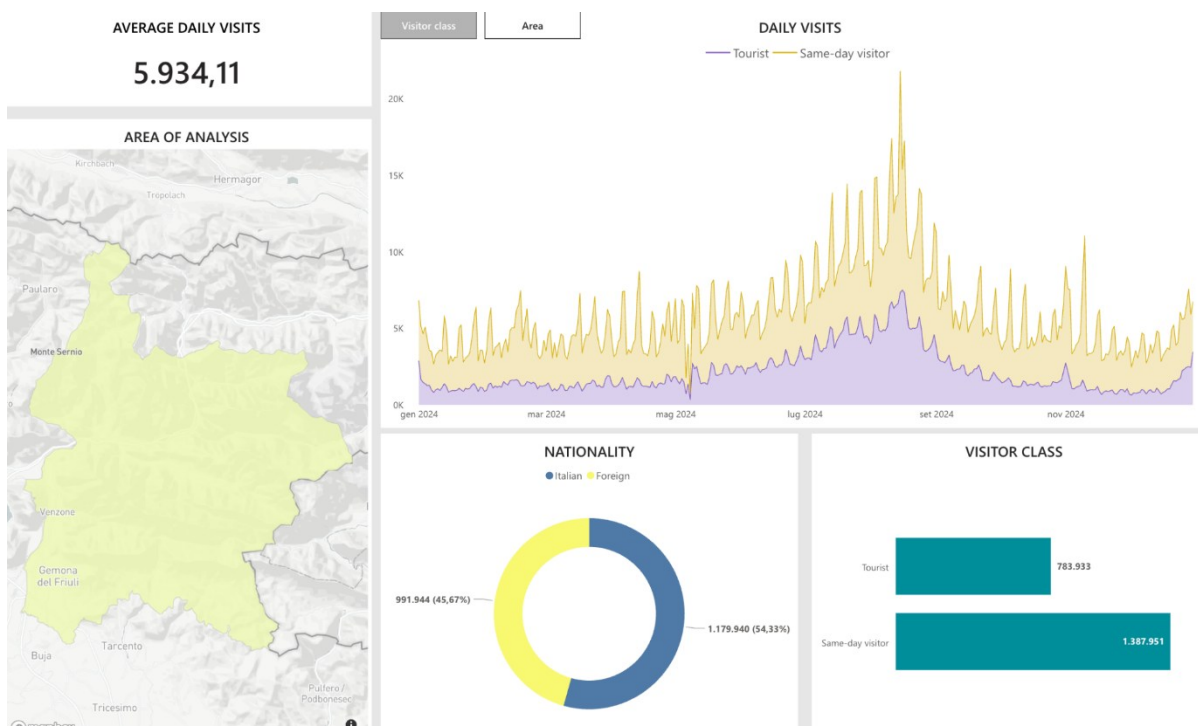 AVERAGE DAILY VISITS
5.934,11
AREA OF ANALYSIS
Kirchbach
Hermagor
Tropolach
Paularo
Monte Sernio
Venzone
Gemona
del Friuli
Buja
Tarcento
Tricesimo
Pulfero /
Podbonesec
Visitor class
Area
DAILY VISITS
Tourist
Same-day visitor
20K
15K
10K
5K
0K
gen 2024
mar 2024
mag 2024
lug 2024
set 2024
nov 2024
NATIONALITY
Italian
Foreign
991.944 (45,67%)
1.179.940 (54,33%)
VISITOR CLASS
Tourist
783.933
Same-day visitor
1.387.951